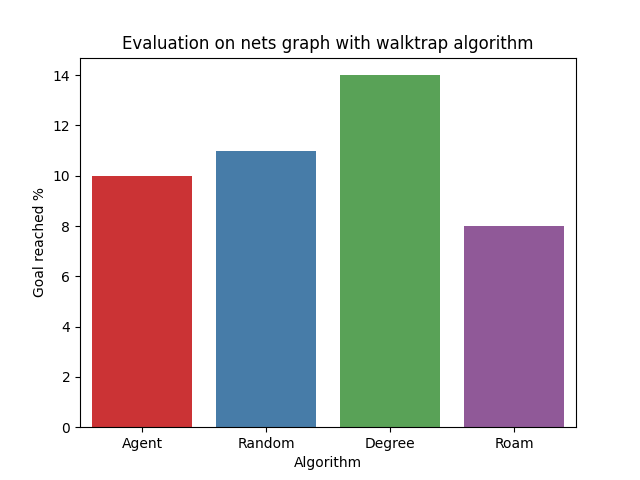 Evaluation on nets graph with walktrap algorithm
Goal reached %
14
12
10
8
6
4
2
0
Agent Random Degree Roam
Algorithm